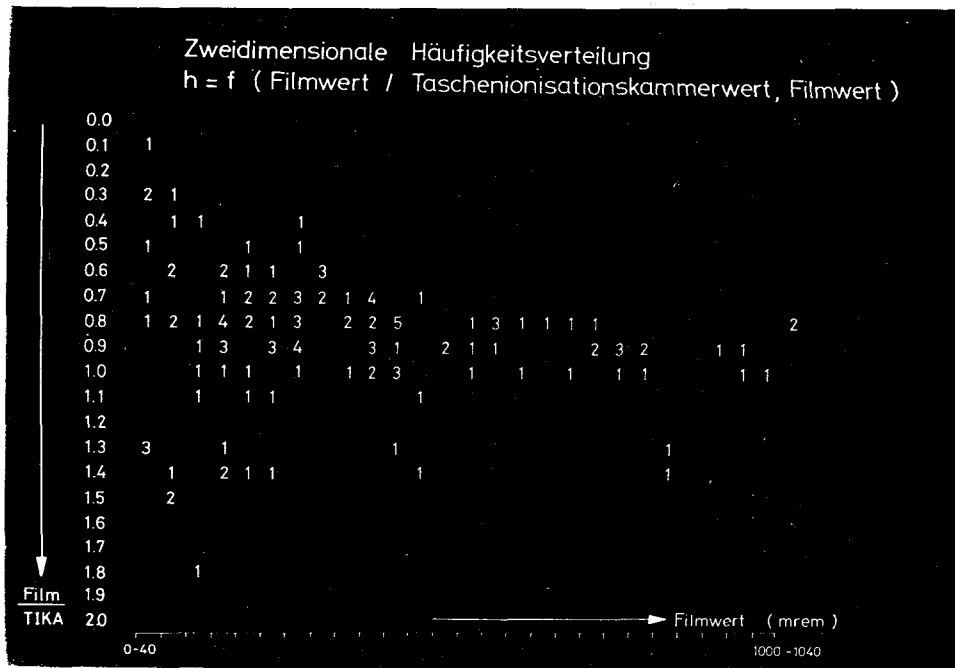 Zweidimensionale Häufigkeitsverteilung
h = f ( Filmwert / Taschenionisationskammerwert, Filmwert )
0.0
0.1 1
0.2
0.3 2 1
0.4 1 1 1
0.5 1 1 1
0.6 2 2 1 1 3
0.7 1 1 2 2 3 2 1 4 1
0.8 1 2 1 4 2 1 3 2 2 5 1 3 1 1 1 1 2
0.9 1 3 3 4 3 1 2 1 1 2 3 2 1 1
1.0 1 1 1 1 1 2 3 1 1 1 1 1 1 1
1.1 1 1 1 1
1.2
1.3 3 1 1 1
1.4 1 2 1 1 1 1
1.5 2
1.6
1.7
1.8 1
Film 1.9
TIKA 2.0 Filmwert ( mrem )
0-40 1000 - 1040